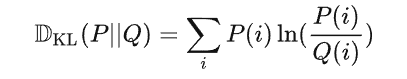 𝔻_KL(P||Q) = ∑_i P(i) ln(P(i)/Q(i))